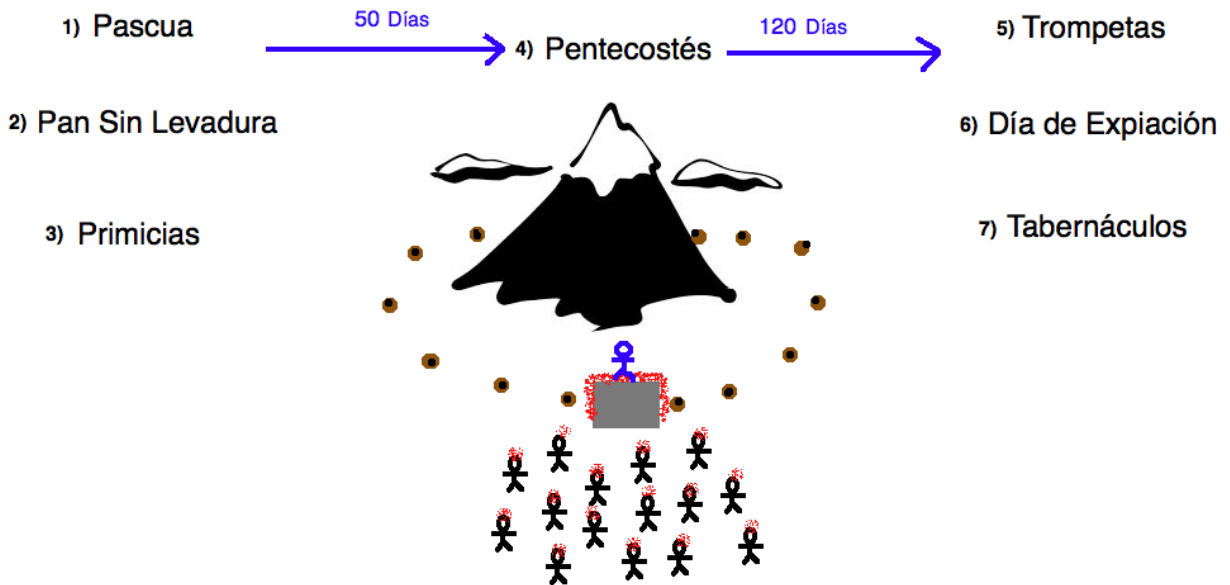 1) Pascua
50 Días
4) Pentecostés
120 Días
5) Trompetas
2) Pan Sin Levadura
6) Día de Expiación
3) Primicias
7) Tabernáculos